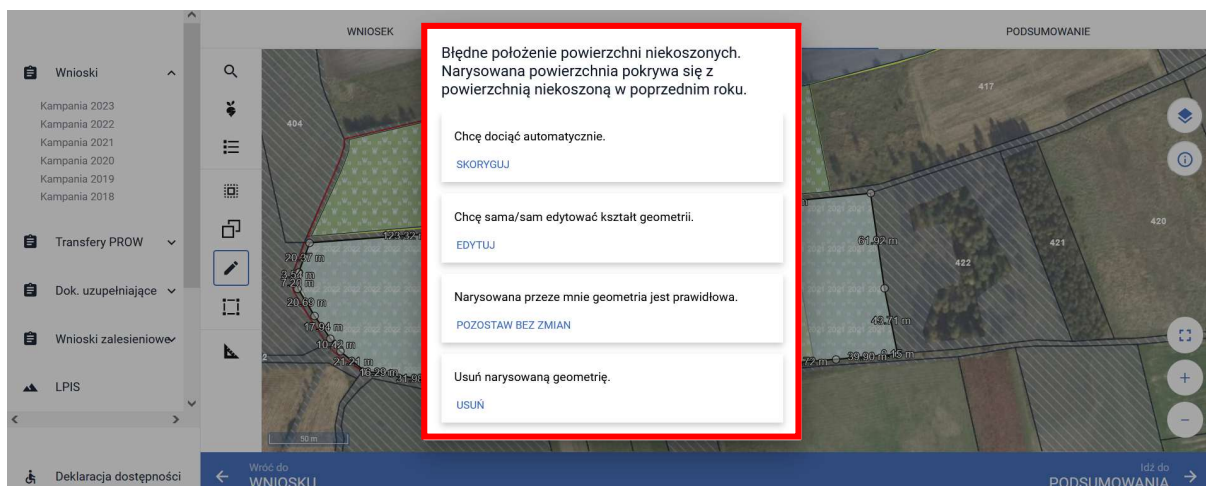 WNIOSEK
PODSUMOWANIE
Wnioski
Kampania 2023
Kampania 2022
Kampania 2021
Kampania 2020
Kampania 2019
Kampania 2018
Transfery PROW
Dok. uzupełniające
Wnioski zalesieniowe
LPIS
Deklaracja dostępności
Błędne położenie powierzchni niekoszonych.
Narysowana powierzchnia pokrywa się z
powierzchnią niekoszoną w poprzednim roku.
Chcę dociąć automatycznie.
SKORYGUJ
Chcę sama/sam edytować kształt geometrii.
EDYTUJ
Narysowana przeze mnie geometria jest prawidłowa.
POZOSTAW BEZ ZMIAN
Usuń narysowaną geometrię.
USUŃ
404
417
420
421
422
20.37 m
20.69 m
17.94 m
10.42 m
21.21 m
61.92 m
50 m
Wróć do
WNIOSKU
Idź do
PODSUMOWANIA